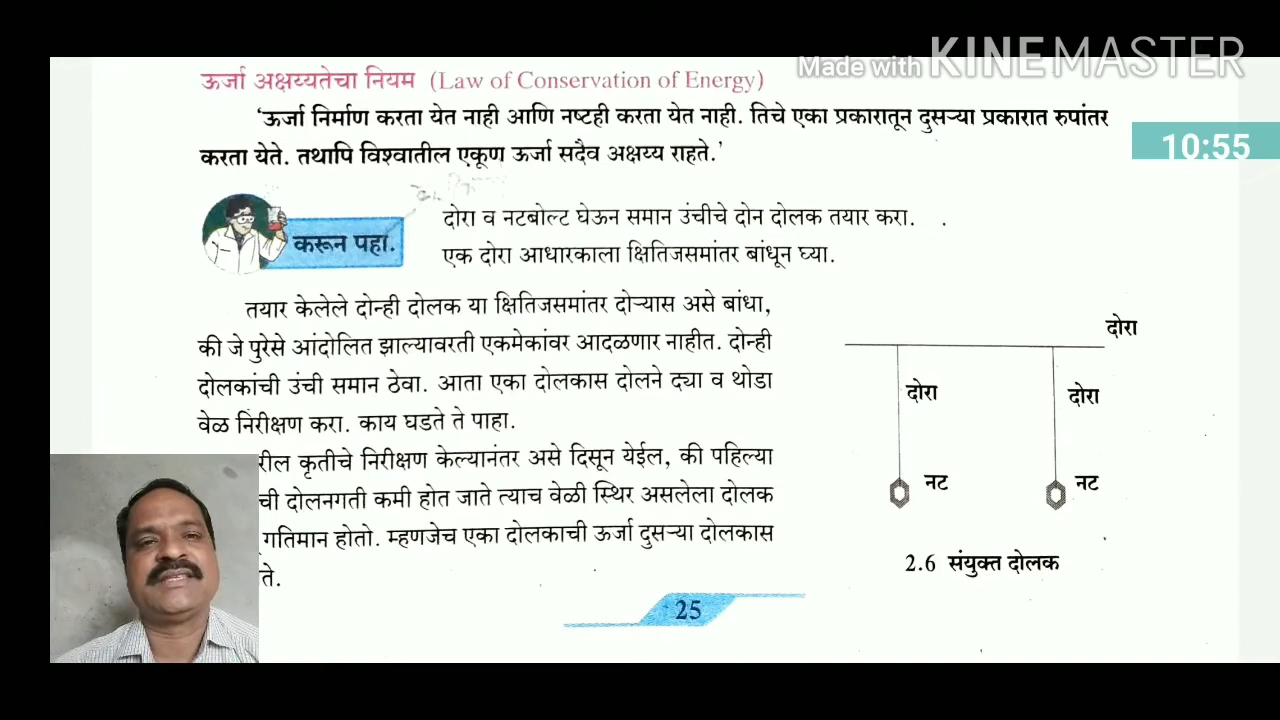 Made with KINEMASTER
ऊर्जा अक्षय्यतेचा नियम (Law of Conservation of Energy)
'ऊर्जा निर्माण करता येत नाही आणि नष्टही करता येत नाही. तिचे एका प्रकारातून दुसऱ्या प्रकारात रुपांतर
करता येते. तथापि विश्वातील एकूण ऊर्जा सदैव अक्षय्य राहते.'
10:55
करून पहा.
दोरा व नटबोल्ट घेऊन समान उंचीचे दोन दोलक तयार करा.
एक दोरा आधारकाला क्षितिजसमांतर बांधून घ्या.
तयार केलेले दोन्ही दोलक या क्षितिजसमांतर दोऱ्यास असे बांधा,
की जे पुरेसे आंदोलित झाल्यावरती एकमेकांवर आदळणार नाहीत. दोन्ही
दोलकांची उंची समान ठेवा. आता एका दोलकास दोलने द्या व थोडा
वेळ निरीक्षण करा. काय घडते ते पाहा.
रील कृतीचे निरीक्षण केल्यानंतर असे दिसून येईल, की पहिल्या
ची दोलनगती कमी होत जाते त्याच वेळी स्थिर असलेला दोलक
गतिमान होतो. म्हणजेच एका दोलकाची ऊर्जा दुसऱ्या दोलकास
ते.
दोरा
दोरा
दोरा
नट
नट
2.6 संयुक्त दोलक
25